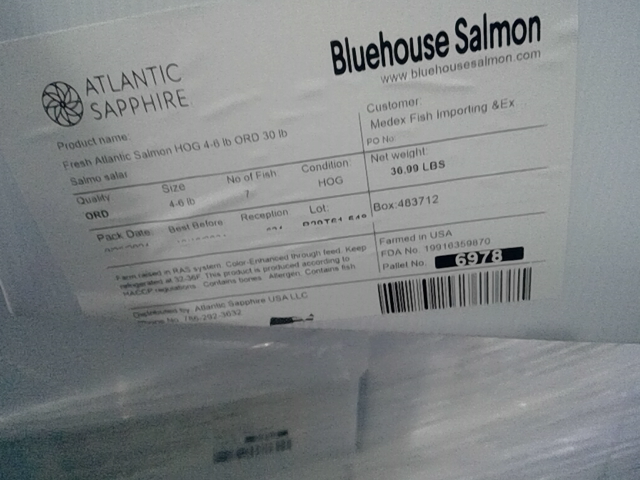 ATLANTIC
SAPPHIRE
Bluehouse Salmon
www.bluehousesalmon.com
Product name:
Fresh Atlantic Salmon HOG 4-6 lb ORD 30 lb
Salmo salar
Customer:
Medex Fish Importing &Ex
PO No
Quality
ORD
Size
4-6 lb
No of Fish
7
Condition:
HOG
Net weight:
30.99 LBS
Pack Date:
Best Before
Reception
Lot:
Box:483712
Farm raised in RAS system. Color-Enhanced through feed. Keep
refrigerated at 32-36F. This product is produced according to
HACCP regulations. Contains bones. Allergen. Contains fish.
Distributed by: Atlantic Sapphire USA LLC
Phone No. 786-292-3632
Farmed in USA
FDA No. 19916359870
Pallet No. 6978